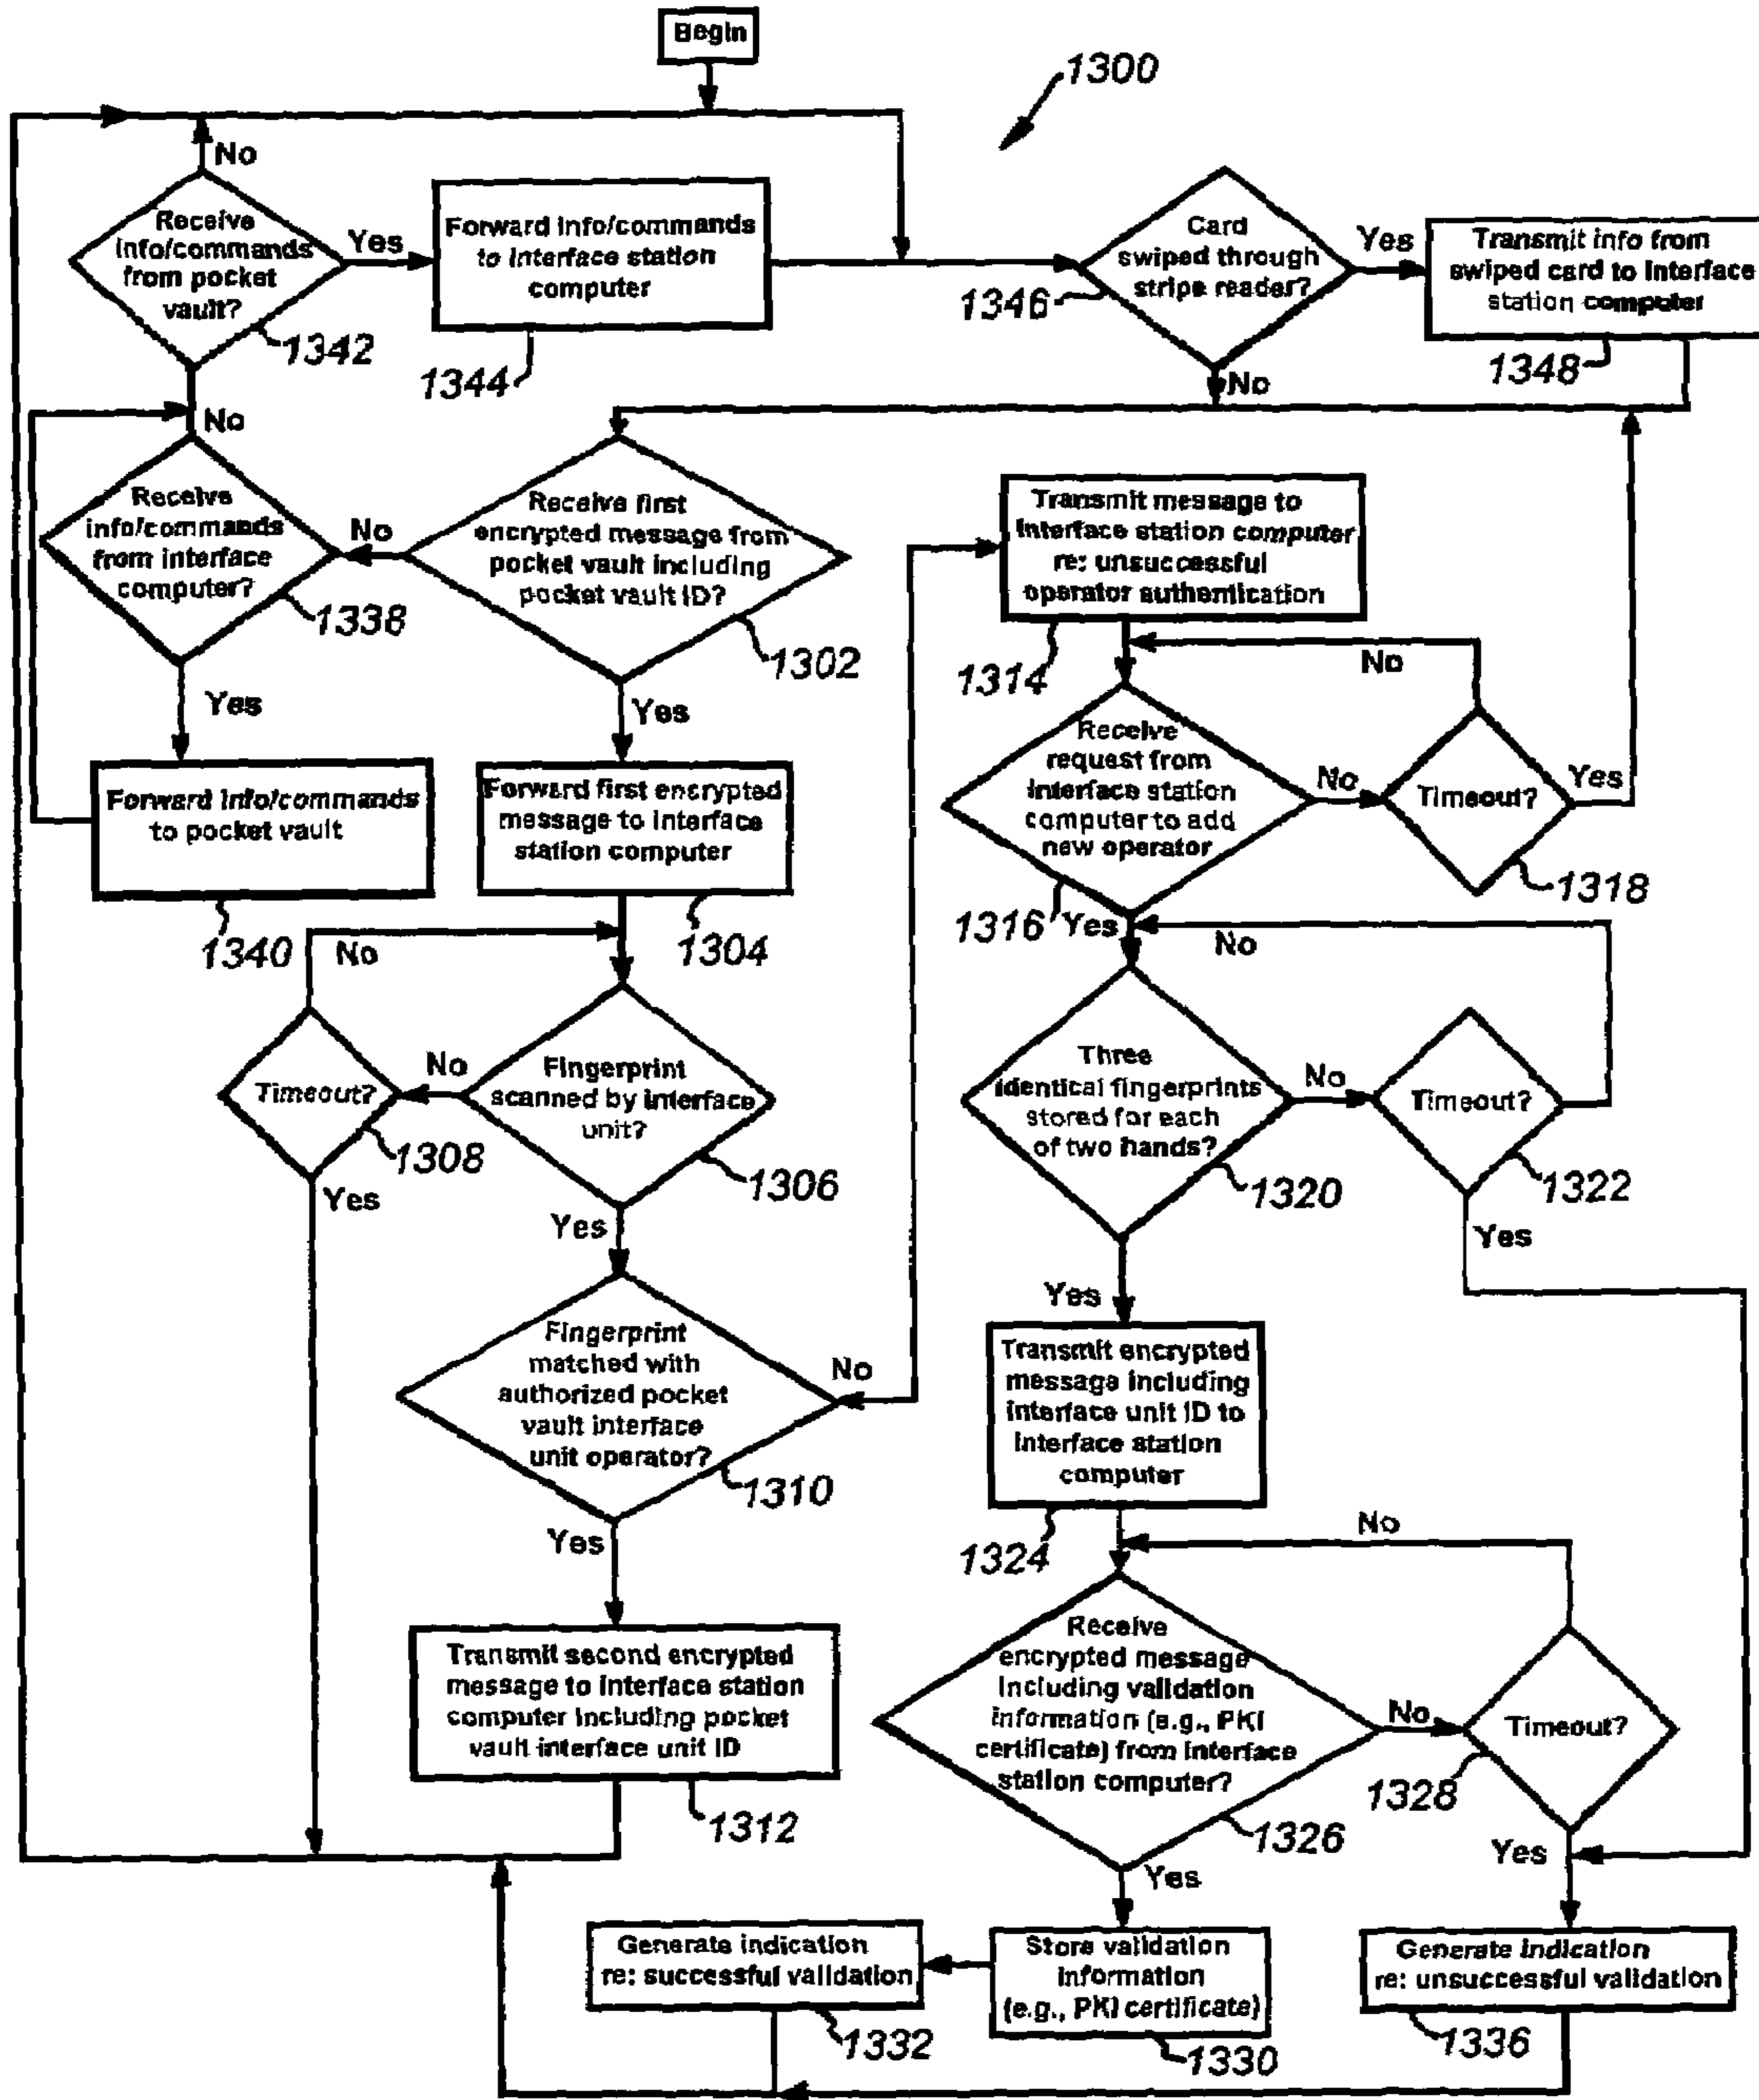 Begin
1300
No
Receive
info/commands
from pocket
vault?
1342
Yes
Forward info/commands
to interface station
computer
1344
Card
swiped through
stripe reader?
1346
Yes
Transmit info from
swiped card to interface
station computer
1348
No
No
Receive
info/commands
from interface
computer?
1338
No
Receive first
encrypted message from
pocket vault including
pocket vault ID?
1302
Transmit message to
interface station computer
re: unsuccessful
operator authentication
1314
No
Yes
Yes
Forward info/commands
to pocket vault
1340
Forward first encrypted
message to interface
station computer
1304
Receive
request from
interface station
computer to add
new operator
1316
No
Timeout?
1318
Yes
Yes
No
No
Timeout?
1308
No
Fingerprint
scanned by interface
unit?
1306
Three
identical fingerprints
stored for each
of two hands?
1320
No
Timeout?
1322
Yes
Yes
Yes
Yes
Fingerprint
matched with
authorized pocket
vault interface
unit operator?
1310
No
Transmit encrypted
message including
interface unit ID to
interface station
computer
1324
Yes
No
Transmit second encrypted
message to interface station
computer including pocket
vault interface unit ID
1312
Receive
encrypted message
including validation
information (e.g., PKI
certificate) from interface
station computer?
1326
No
Timeout?
1328
Yes
Yes
Generate indication
re: successful validation
1332
Store validation
information
(e.g., PKI certificate)
1330
Generate indication
re: unsuccessful validation
1336